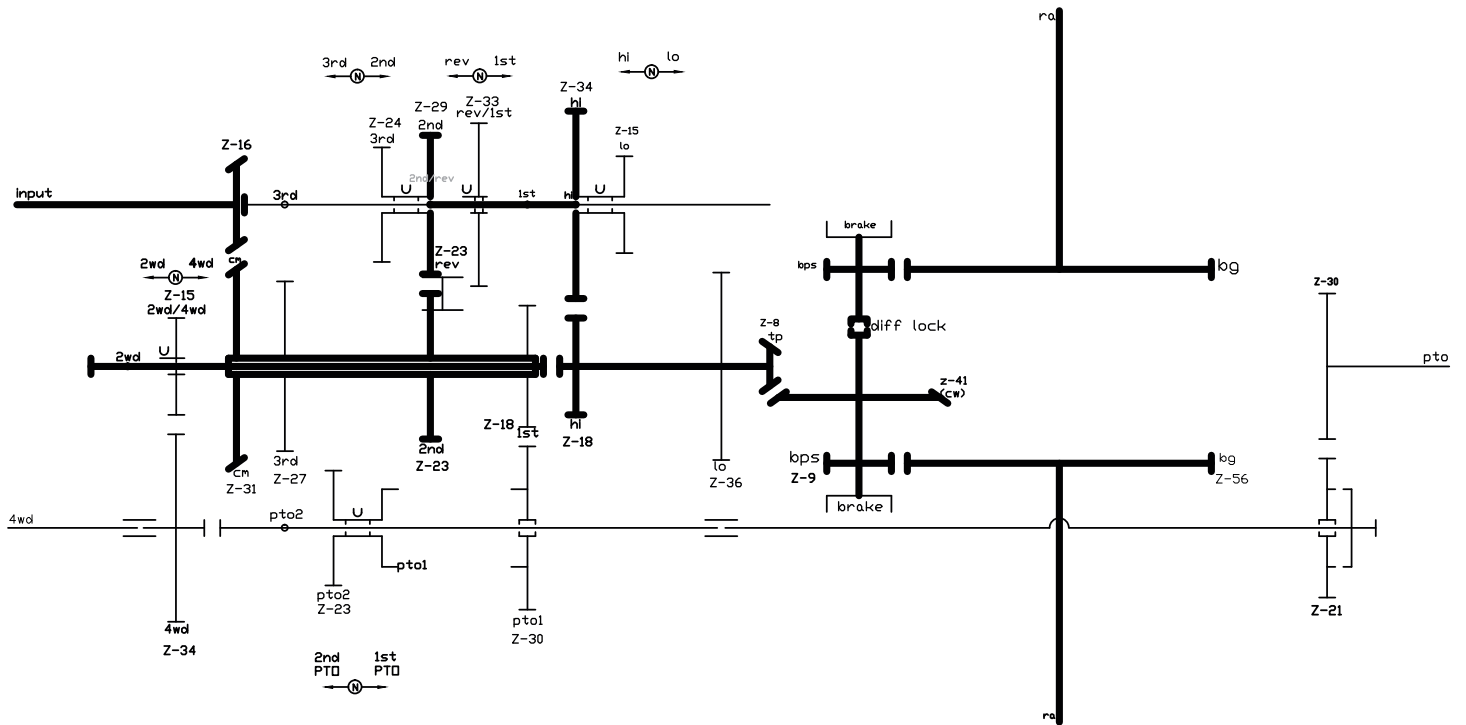 ra
3rd 2nd
N
rev 1st
N
hi lo
N
Z-34
hi
Z-29
2nd
Z-33
rev/1st
Z-24
3rd
Z-15
lo
Z-16
input
3rd
U
2nd/rev
U
1st
hi
U
brake
Z-23
rev
cm
2wd 4wd
N
Z-15
2wd/4wd
bps
bg
Z-30
Z-8
tp
diff lock
U
2wd
pto
z-41
(cw)
Z-18
1st
hi
Z-18
2nd
Z-23
cm
Z-31
3rd
Z-27
lo
Z-36
bps
Z-9
bg
Z-56
brake
4wd
pto2
U
pto1
pto2
Z-23
pto1
Z-30
Z-21
4wd
Z-34
2nd 1st
PTO PTO
N
ra